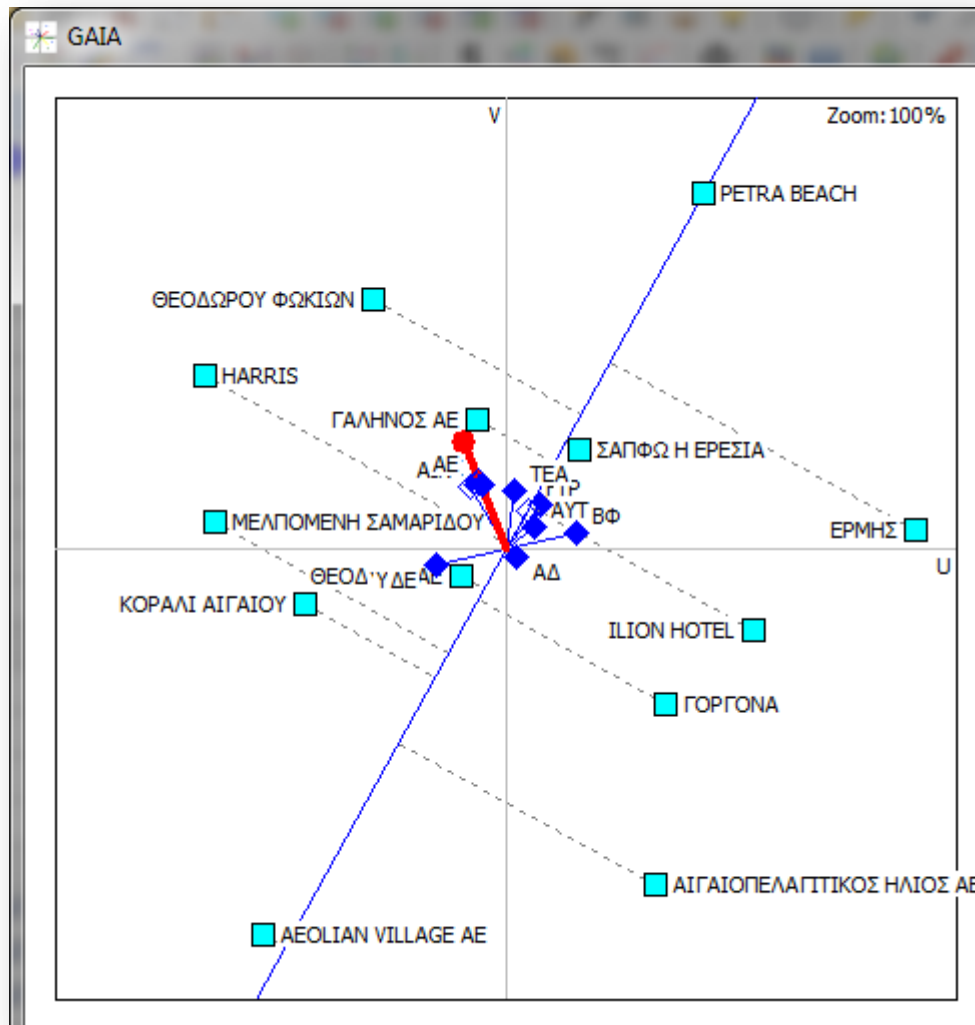 GAIA
V
Zoom: 100%
PETRA BEACH
ΘΕΟΔΩΡΟΥ ΦΩΚΙΩΝ
HARRIS
ΓΑΛΗΝΟΣ ΑΕ
ΣΑΠΦΩ Η ΕΡΕΣΙΑ
ΑΕ
ΤΕΑ
ΑΥΤ
ΒΦ
ΜΕΛΠΟΜΕΝΗ ΣΑΜΑΡΙΔΟΥ
ΕΡΜΗΣ
U
ΑΔ
ΚΟΡΑΛΙ ΑΙΓΑΙΟΥ
ILION HOTEL
ΓΟΡΓΟΝΑ
ΑΙΓΑΙΟΠΕΛΑΓΙΤΙΚΟΣ ΗΛΙΟΣ ΑΕ
AEOLIAN VILLAGE AE